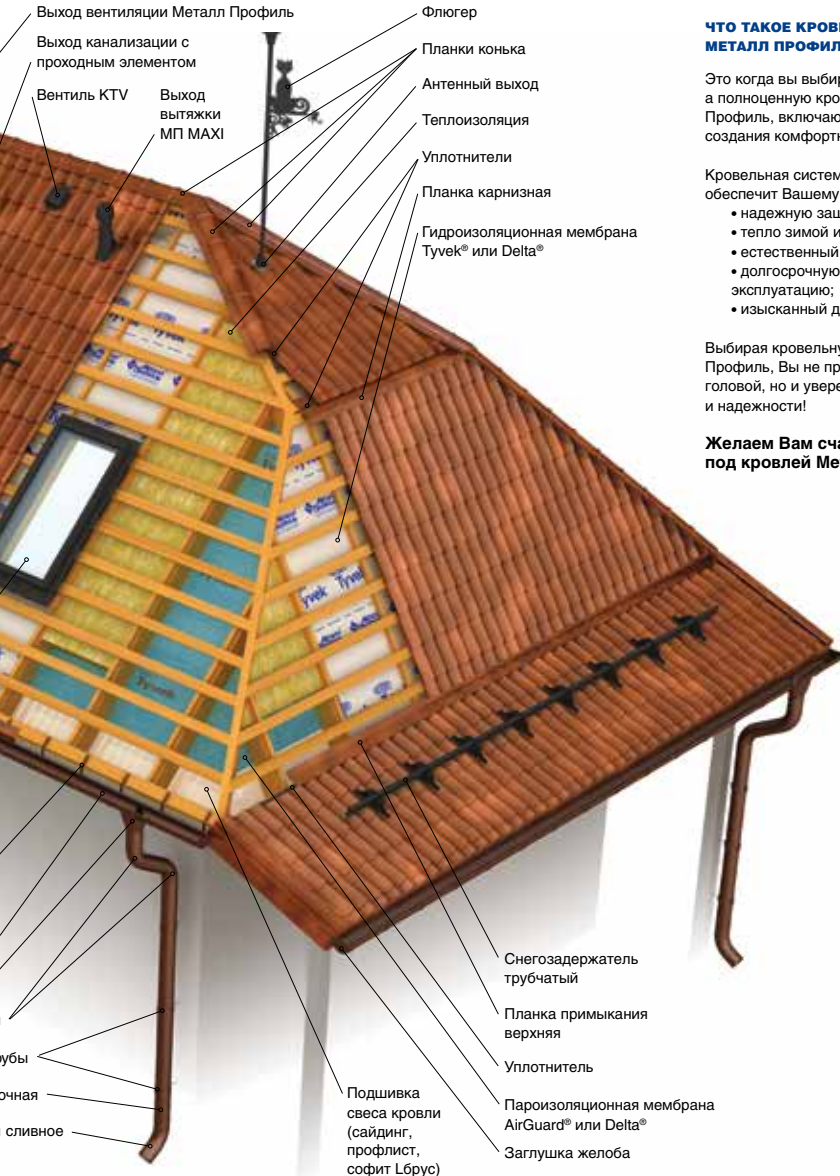 Выход вентиляции Металл Профиль
Выход канализации с
проходным элементом
Вентиль KTV
Выход
вытяжки
МП MAXI
Флюгер
Планки конька
Антенный выход
Теплоизоляция
Уплотнители
Планка карнизная
Гидроизоляционная мембрана
Tyvek® или Delta®
ЧТО ТАКОЕ КРОВЕ
МЕТАЛЛ ПРОФИЛ
Это когда вы выбир
а полноценную кро
Профиль, включаю
создания комфортн
Кровельная систем
обеспечит Вашему
• надежную защ
• тепло зимой и
• естественный
• долгосрочную
эксплуатацию;
• изысканный д
Выбирая кровельну
Профиль, Вы не пр
головой, но и увере
и надежности!
Желаем Вам сча
под кровлей Ме
Tyvek
yvek Tyve
Tyvek
рубы
очная
сливное
Подшивка
свеса кровли
(сайдинг,
профлист,
софит Lбрус)
Снегозадержатель
трубчатый
Планка примыкания
верхняя
Уплотнитель
Пароизоляционная мембрана
AirGuard® или Delta®
Заглушка желоба